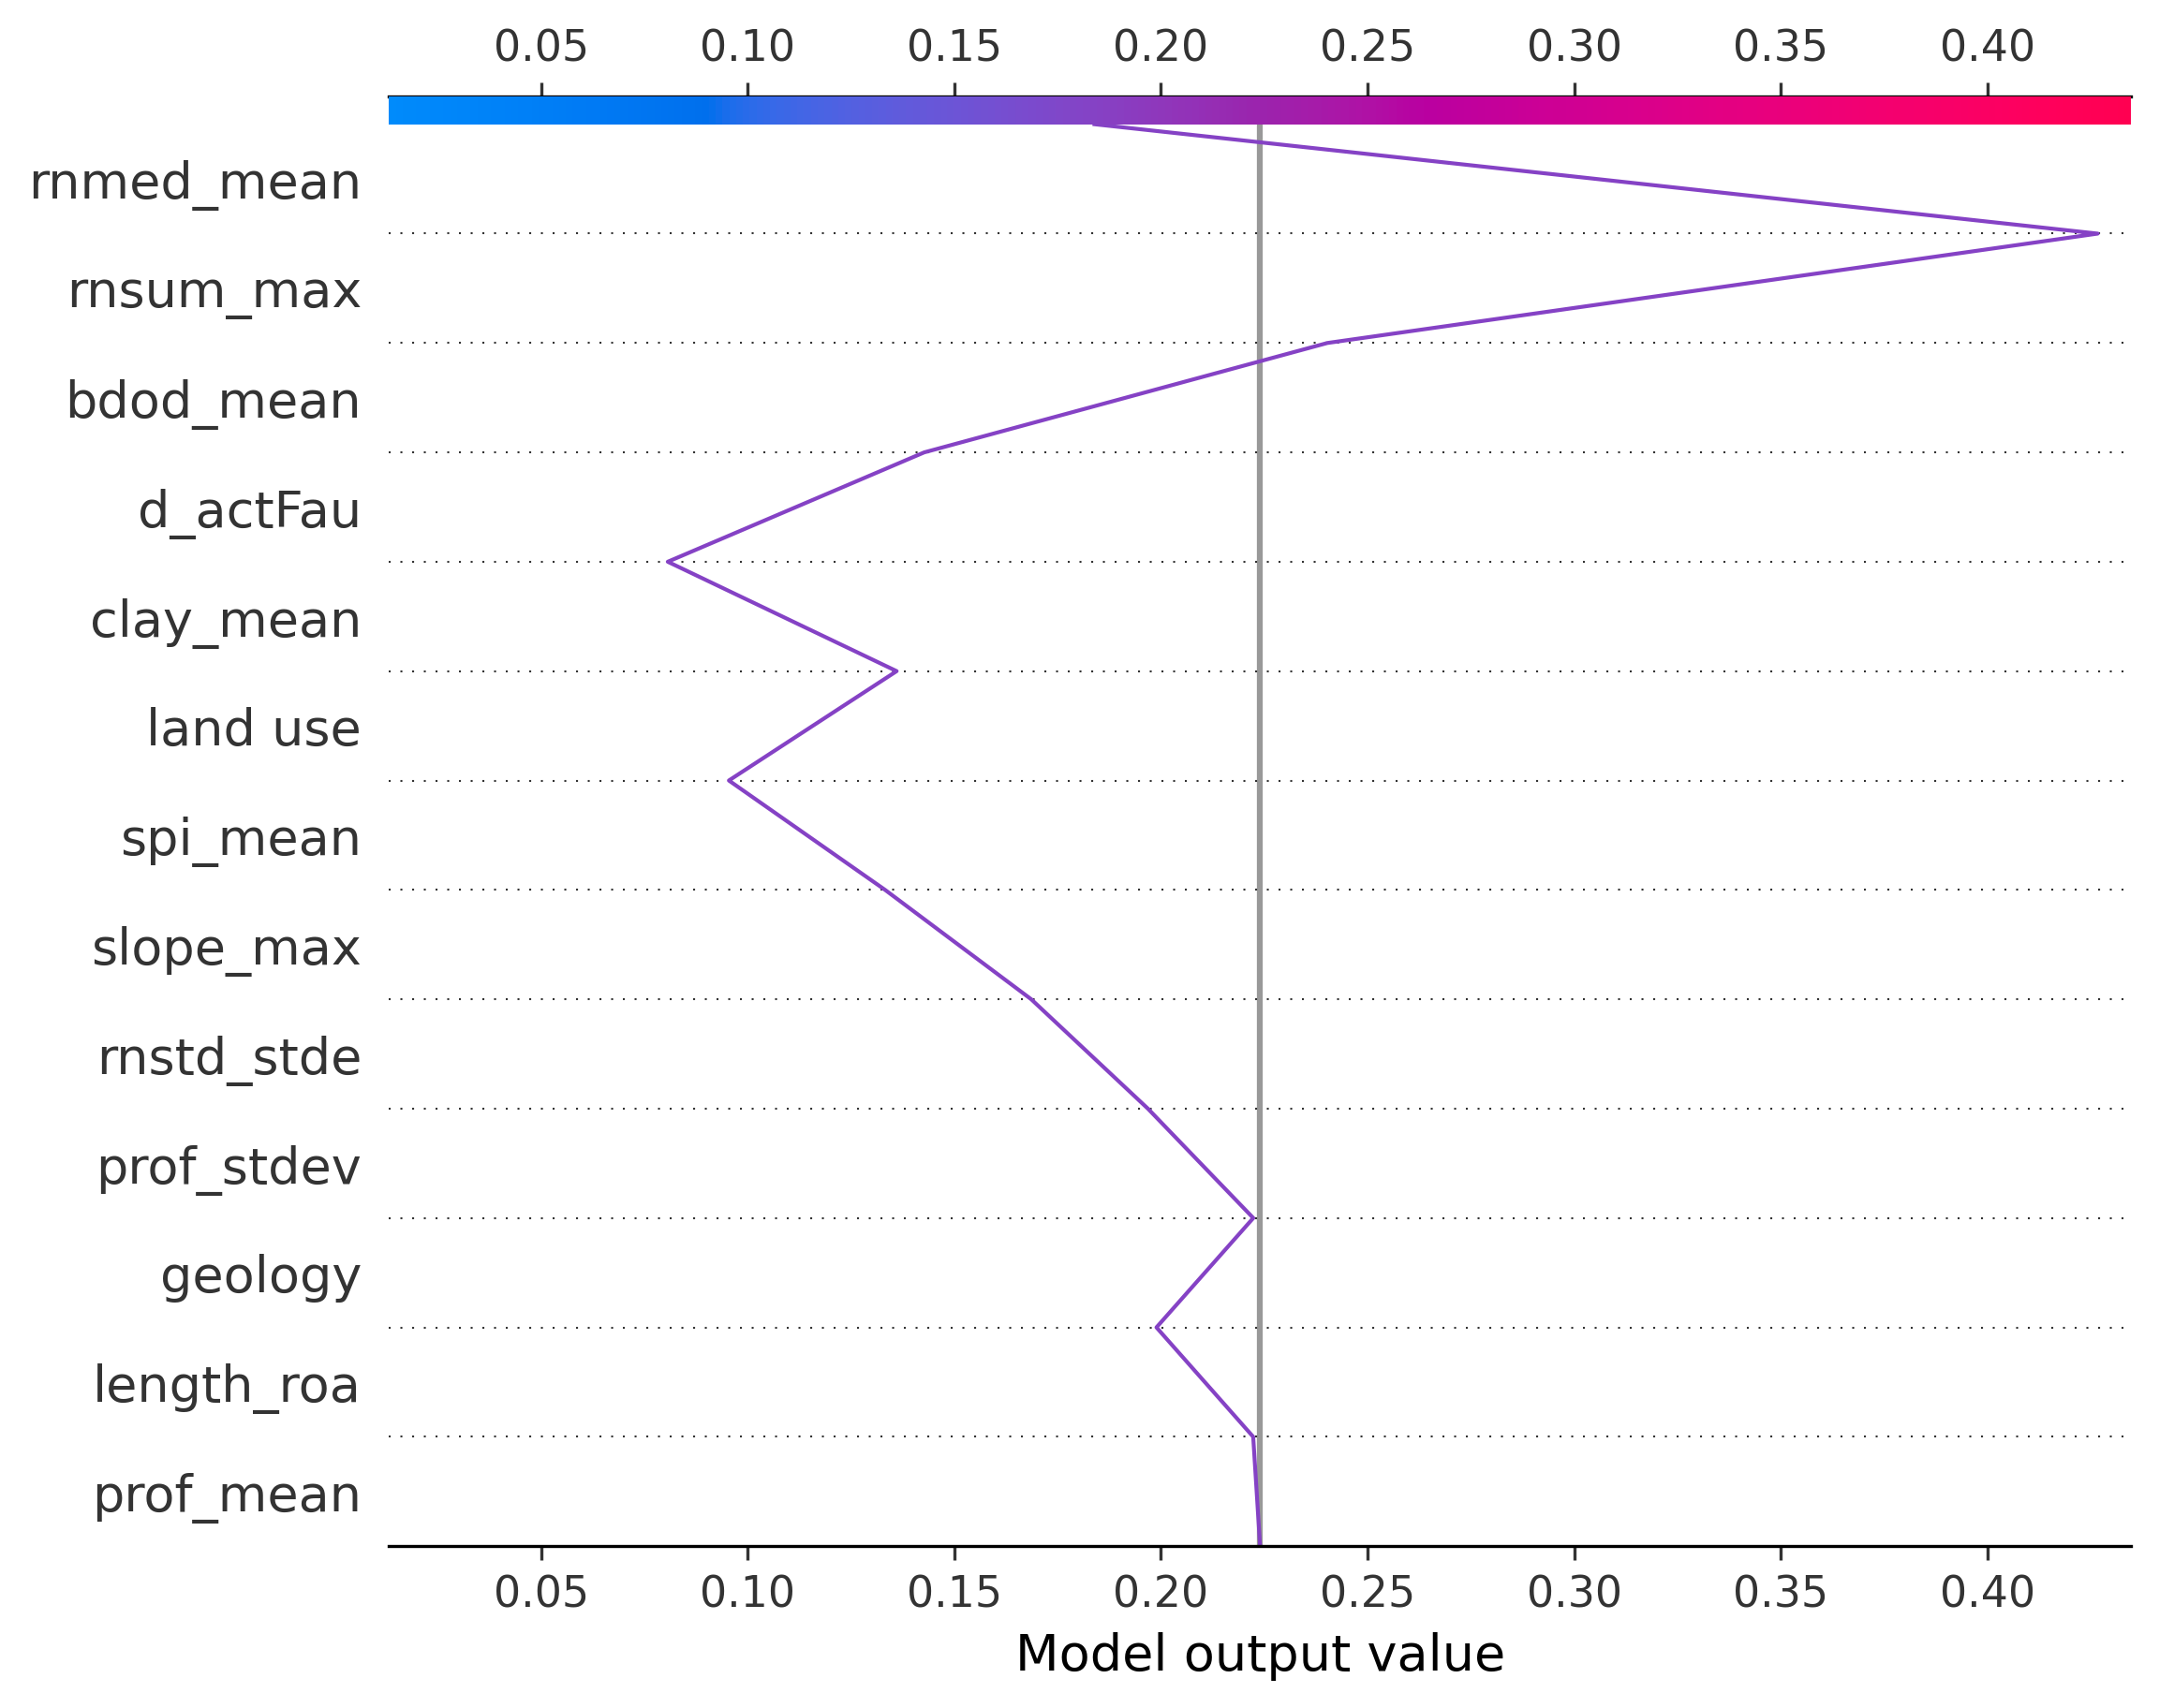 0.05 0.10 0.15 0.20 0.25 0.30 0.35 0.40
rnmed_mean
rnsum_max
bdod_mean
d_actFau
clay_mean
land use
spi_mean
slope_max
rnstd_stde
prof_stdev
geology
length_roa
prof_mean
0.05 0.10 0.15 0.20 0.25 0.30 0.35 0.40
Model output value